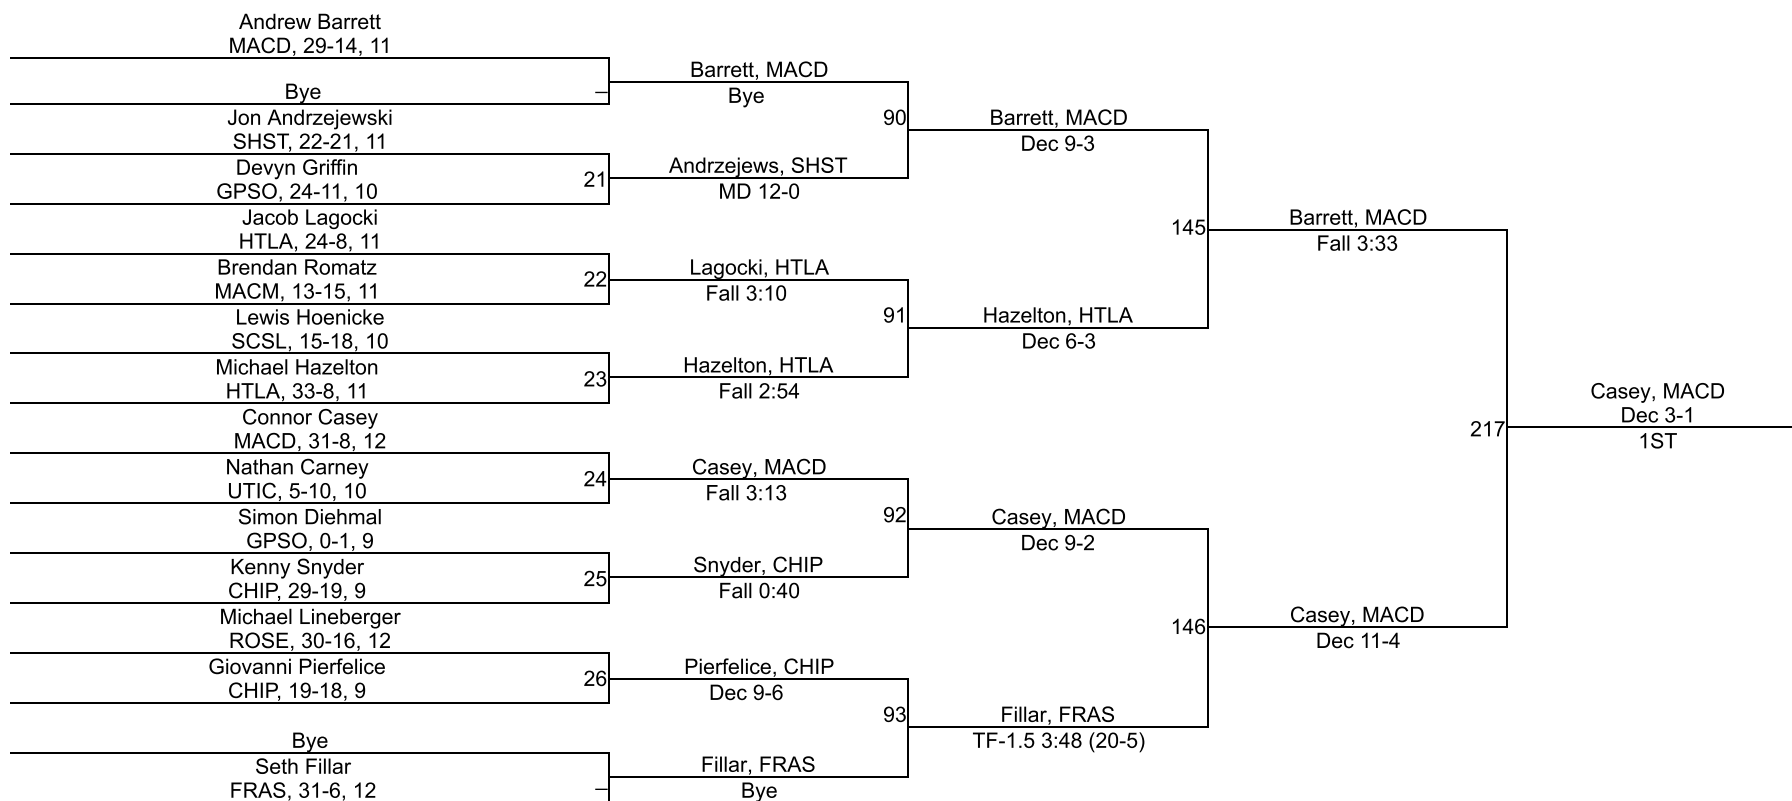 Andrew Barrett
MACD, 29-14, 11
Bye
Jon Andrzejewski
SHST, 22-21, 11
Devyn Griffin
GPSO, 24-11, 10
Jacob Lagocki
HTLA, 24-8, 11
Brendan Romatz
MACM, 13-15, 11
Lewis Hoenicke
SCSL, 15-18, 10
Michael Hazelton
HTLA, 33-8, 11
Connor Casey
MACD, 31-8, 12
Nathan Carney
UTIC, 5-10, 10
Simon Diehmal
GPSO, 0-1, 9
Kenny Snyder
CHIP, 29-19, 9
Michael Lineberger
ROSE, 30-16, 12
Giovanni Pierfelice
CHIP, 19-18, 9
Bye
Seth Fillar
FRAS, 31-6, 12
–
21
22
23
24
25
26
–
Barrett, MACD
Bye
Andrzejews, SHST
MD 12-0
Lagocki, HTLA
Fall 3:10
Hazelton, HTLA
Fall 2:54
Casey, MACD
Fall 3:13
Snyder, CHIP
Fall 0:40
Pierfelice, CHIP
Dec 9-6
Fillar, FRAS
Bye
90
91
92
93
Barrett, MACD
Dec 9-3
Hazelton, HTLA
Dec 6-3
Casey, MACD
Dec 9-2
Fillar, FRAS
TF-1.5 3:48 (20-5)
145
146
Barrett, MACD
Fall 3:33
Casey, MACD
Dec 11-4
217
Casey, MACD
Dec 3-1
1ST